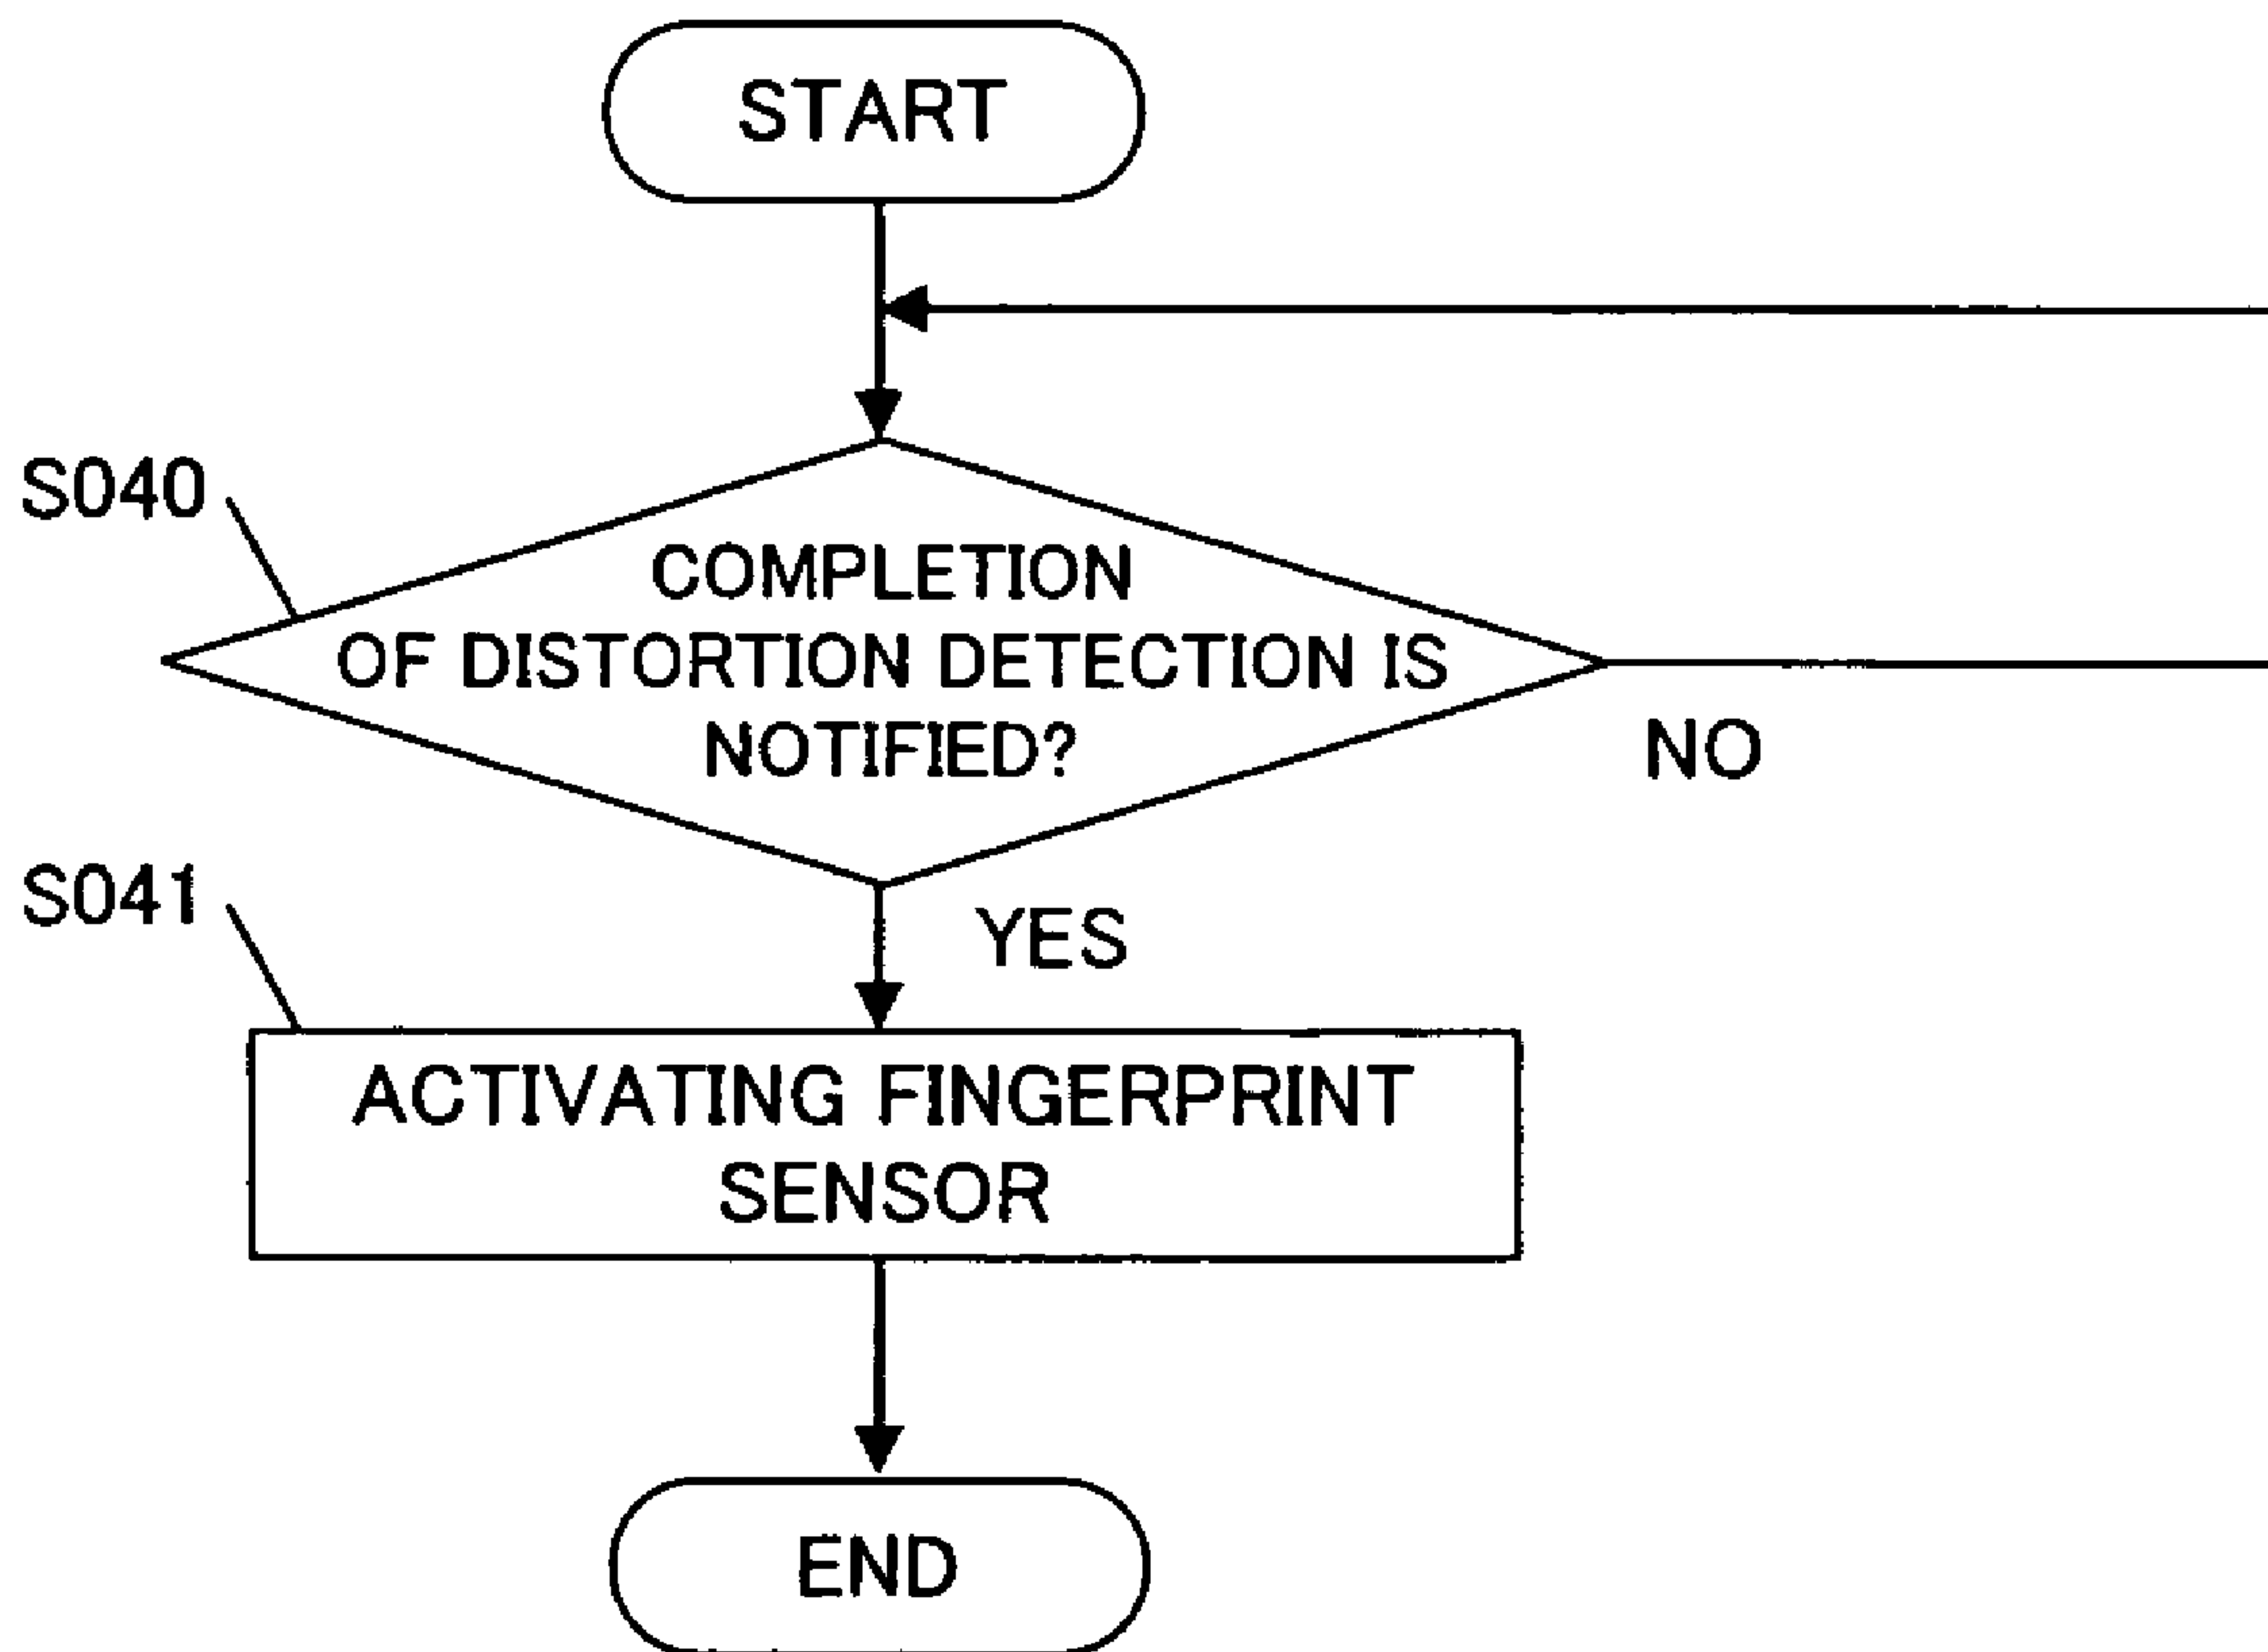 START
S040
COMPLETION
OF DISTORTION DETECTION IS
NOTIFIED?
NO
S041
YES
ACTIVATING FINGERPRINT
SENSOR
END